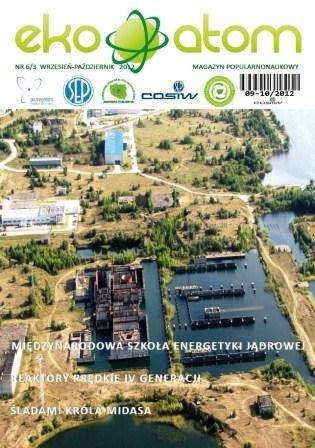 eko atom
NR 6/3 WRZESIEŃ-PAŹDZIERNIK 2012 MAGAZYN POPULARNONAUKOWY
SEP COSIW
09-10/2012
COSIW
MIĘDZYNARODOWA SZKOŁA ENERGETYKI JĄDROWEJ
REAKTORY PRĘDKIE IV GENERACJI
ŚLADAMI KRÓLA MIDASA